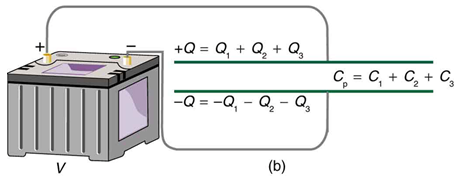 + −
+Q = Q₁ + Q₂ + Q₃
Cₚ = C₁ + C₂ + C₃
−Q = −Q₁ − Q₂ − Q₃
V
(b)